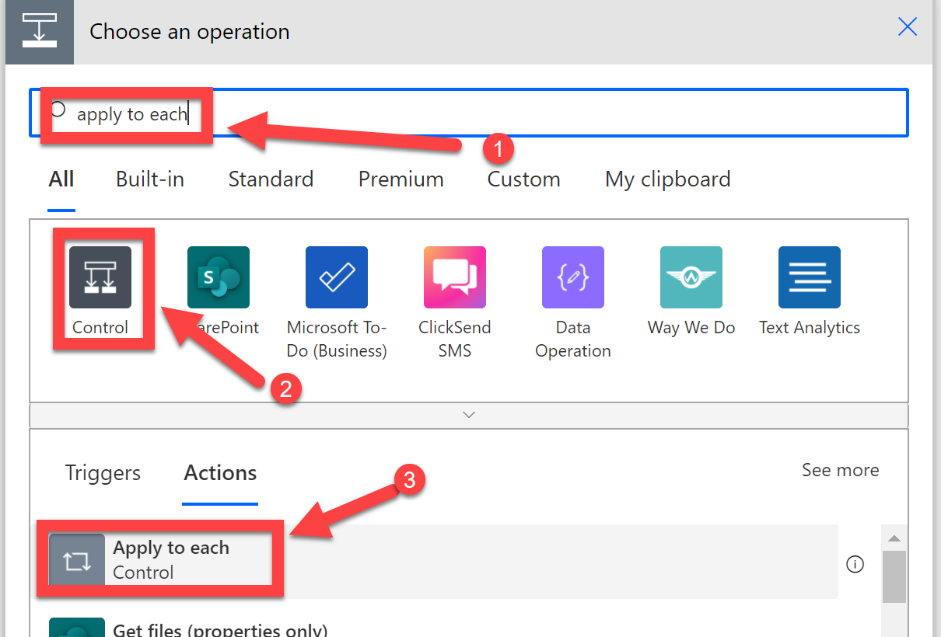 Choose an operation
apply to each
1
All Built-in Standard Premium Custom My clipboard
S
Control
Microsoft To-Do (Business)
ClickSend SMS
Data Operation
Way We Do
Text Analytics
2
Triggers Actions See more
3
Apply to each
Control
Get files (properties only)